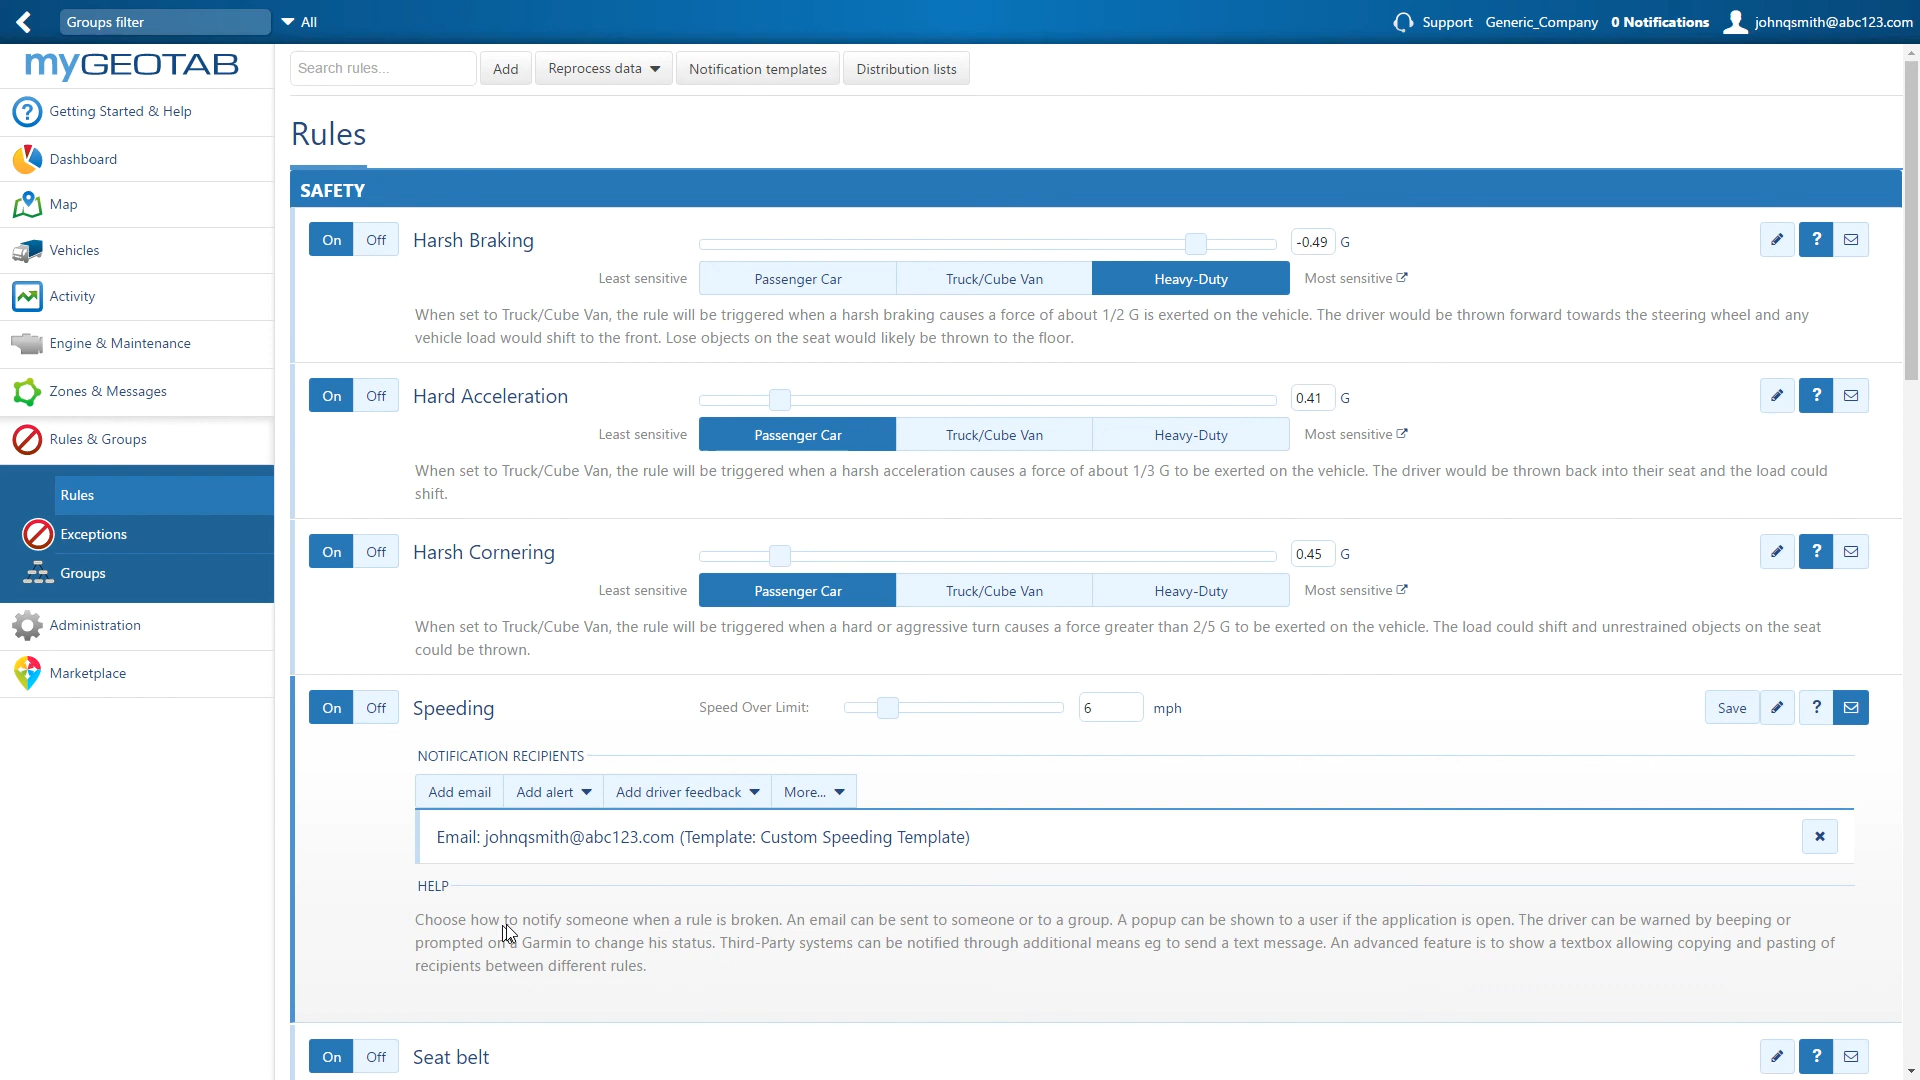 Groups filter
All
Support
Generic_Company
0 Notifications
johnqsmith@abc123.com
myGEOTAB
Getting Started & Help
Dashboard
Map
Vehicles
Activity
Engine & Maintenance
Zones & Messages
Rules & Groups
Rules
Exceptions
Groups
Administration
Marketplace
Search rules...
Add
Reprocess data
Notification templates
Distribution lists
Rules
SAFETY
On Off Harsh Braking -0.49 G ?
Least sensitive Passenger Car Truck/Cube Van Heavy-Duty Most sensitive
When set to Truck/Cube Van, the rule will be triggered when a harsh braking causes a force of about 1/2 G is exerted on the vehicle. The driver would be thrown forward towards the steering wheel and any
vehicle load would shift to the front. Lose objects on the seat would likely be thrown to the floor.
On Off Hard Acceleration 0.41 G ?
Least sensitive Passenger Car Truck/Cube Van Heavy-Duty Most sensitive
When set to Truck/Cube Van, the rule will be triggered when a harsh acceleration causes a force of about 1/3 G to be exerted on the vehicle. The driver would be thrown back into their seat and the load could
shift.
On Off Harsh Cornering 0.45 G ?
Least sensitive Passenger Car Truck/Cube Van Heavy-Duty Most sensitive
When set to Truck/Cube Van, the rule will be triggered when a hard or aggressive turn causes a force greater than 2/5 G to be exerted on the vehicle. The load could shift and unrestrained objects on the seat
could be thrown.
On Off Speeding Speed Over Limit: 6 mph Save ?
NOTIFICATION RECIPIENTS
Add email Add alert Add driver feedback More...
Email: johnqsmith@abc123.com (Template: Custom Speeding Template)
HELP
Choose how to notify someone when a rule is broken. An email can be sent to someone or to a group. A popup can be shown to a user if the application is open. The driver can be warned by beeping or
prompted on a Garmin to change his status. Third-Party systems can be notified through additional means eg to send a text message. An advanced feature is to show a textbox allowing copying and pasting of
recipients between different rules.
On Off Seat belt ?